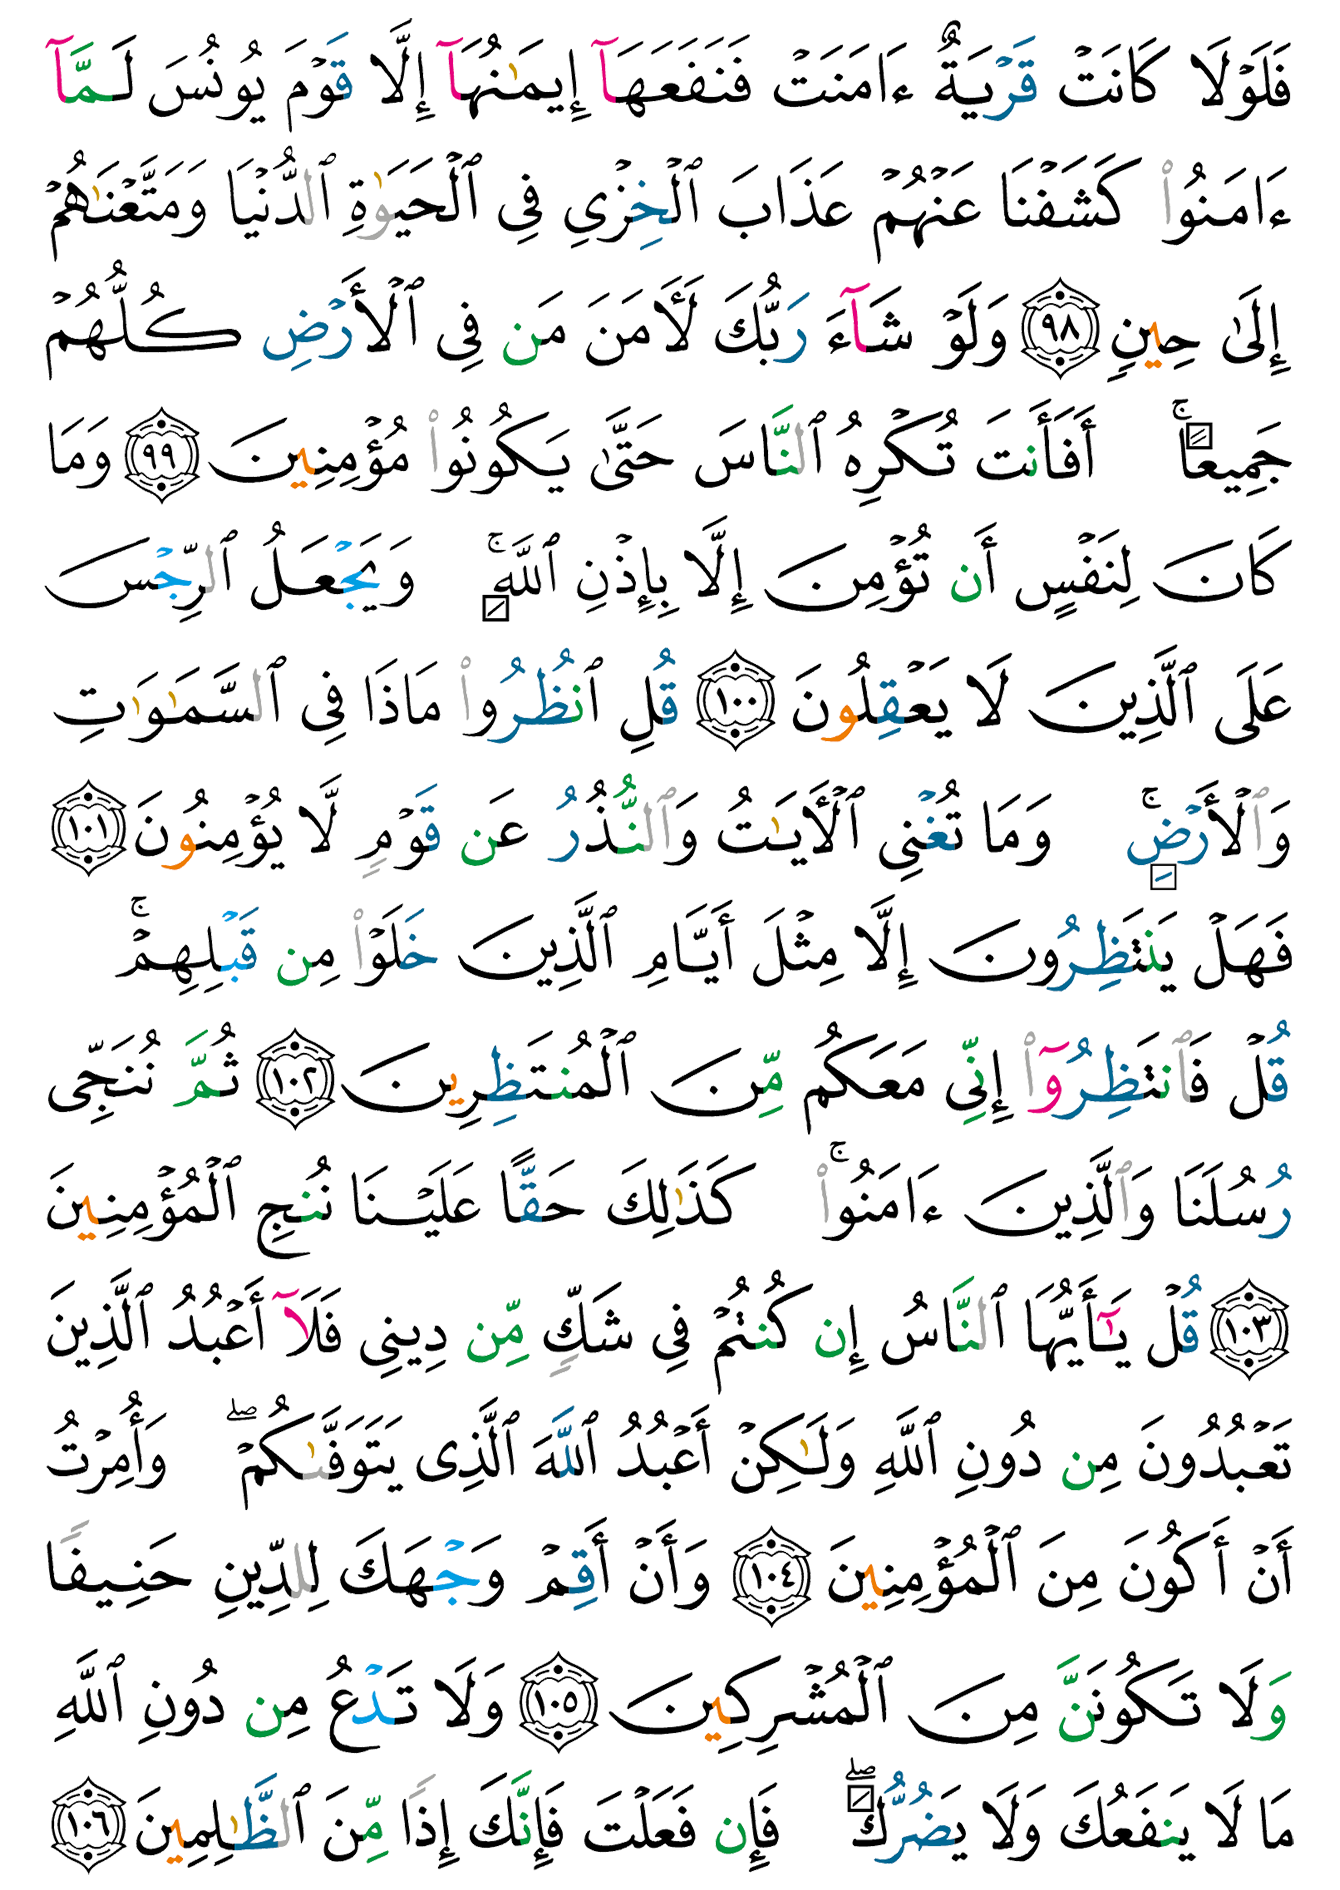 فَلَوْلَا كَانَتْ قَرْيَةٌ ءَامَنَتْ فَنَفَعَهَآ إِيمَٰنُهَآ إِلَّا قَوْمَ يُونُسَ لَمَّآ
ءَامَنُوا۟ كَشَفْنَا عَنْهُمْ عَذَابَ ٱلْخِزْىِ فِى ٱلْحَيَوٰةِ ٱلدُّنْيَا وَمَتَّعْنَٰهُمْ
إِلَىٰ حِينٍ ٩٨ وَلَوْ شَآءَ رَبُّكَ لَءَامَنَ مَن فِى ٱلْأَرْضِ كُلُّهُمْ
جَمِيعًا ۚ أَفَأَنتَ تُكْرِهُ ٱلنَّاسَ حَتَّىٰ يَكُونُوا۟ مُؤْمِنِينَ ٩٩ وَمَا
كَانَ لِنَفْسٍ أَن تُؤْمِنَ إِلَّا بِإِذْنِ ٱللَّهِ ۚ وَيَجْعَلُ ٱلرِّجْسَ
عَلَى ٱلَّذِينَ لَا يَعْقِلُونَ ١٠٠ قُلِ ٱنظُرُوا۟ مَاذَا فِى ٱلسَّمَٰوَٰتِ
وَٱلْأَرْضِ ۚ وَمَا تُغْنِى ٱلْءَايَٰتُ وَٱلنُّذُرُ عَن قَوْمٍ لَّا يُؤْمِنُونَ ١٠١
فَهَلْ يَنتَظِرُونَ إِلَّا مِثْلَ أَيَّامِ ٱلَّذِينَ خَلَوْا۟ مِن قَبْلِهِمْ ۚ
قُلْ فَٱنتَظِرُوٓا۟ إِنِّى مَعَكُم مِّنَ ٱلْمُنتَظِرِينَ ١٠٢ ثُمَّ نُنَجِّى
رُسُلَنَا وَٱلَّذِينَ ءَامَنُوا۟ ۚ كَذَٰلِكَ حَقًّا عَلَيْنَا نُنجِ ٱلْمُؤْمِنِينَ
١٠٣ قُلْ يَٰٓأَيُّهَا ٱلنَّاسُ إِن كُنتُمْ فِى شَكٍّ مِّن دِينِى فَلَآ أَعْبُدُ ٱلَّذِينَ
تَعْبُدُونَ مِن دُونِ ٱللَّهِ وَلَٰكِنْ أَعْبُدُ ٱللَّهَ ٱلَّذِى يَتَوَفَّىٰكُمْ ۖ وَأُمِرْتُ
أَنْ أَكُونَ مِنَ ٱلْمُؤْمِنِينَ ١٠٤ وَأَنْ أَقِمْ وَجْهَكَ لِلدِّينِ حَنِيفًا
وَلَا تَكُونَنَّ مِنَ ٱلْمُشْرِكِينَ ١٠٥ وَلَا تَدْعُ مِن دُونِ ٱللَّهِ
مَا لَا يَنفَعُكَ وَلَا يَضُرُّكَ ۖ فَإِن فَعَلْتَ فَإِنَّكَ إِذًا مِّنَ ٱلظَّٰلِمِينَ ١٠٦